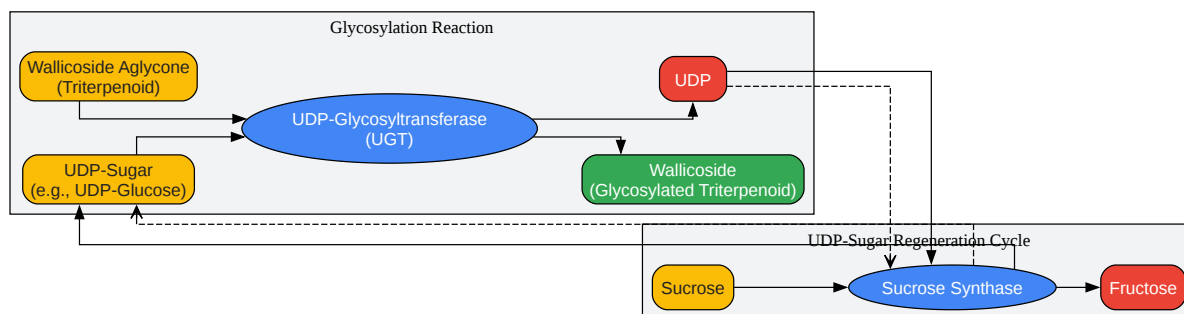 Glycosylation Reaction
Wallicoside Aglycone
(Triterpenoid)
UDP
UDP-Glycosyltransferase
(UGT)
UDP-Sugar
(e.g., UDP-Glucose)
Wallicoside
(Glycosylated Triterpenoid)
UDP-Sugar Regeneration Cycle
Sucrose
Sucrose Synthase
Fructose